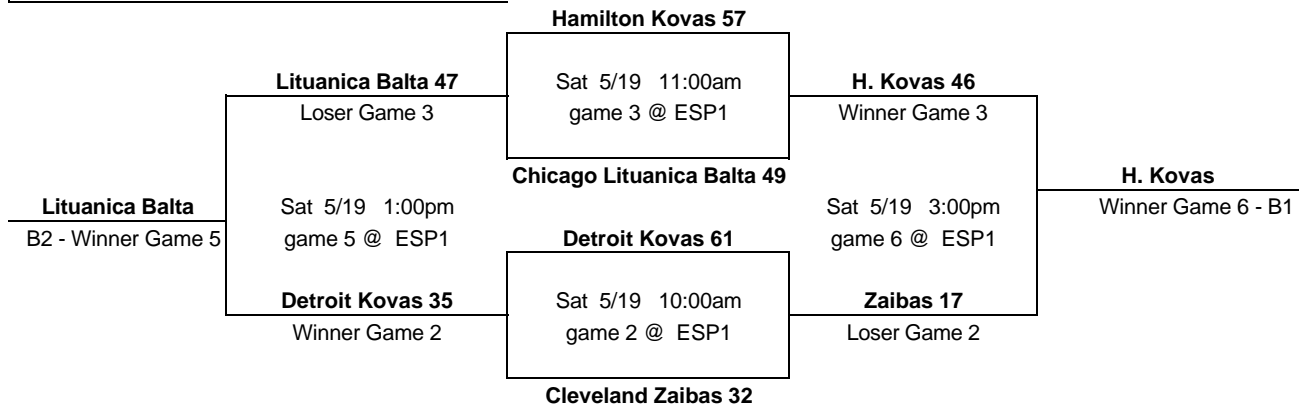 Hamilton Kovas 57
Lituanica Balta 47
Sat 5/19 11:00am
H. Kovas 46
Loser Game 3
game 3 @ ESP1
Winner Game 3
Chicago Lituanica Balta 49
H. Kovas
Lituanica Balta
Sat 5/19 1:00pm
Sat 5/19 3:00pm
Winner Game 6 - B1
B2 - Winner Game 5
game 5 @ ESP1
Detroit Kovas 61
game 6 @ ESP1
Detroit Kovas 35
Sat 5/19 10:00am
Zaibas 17
Winner Game 2
game 2 @ ESP1
Loser Game 2
Cleveland Zaibas 32